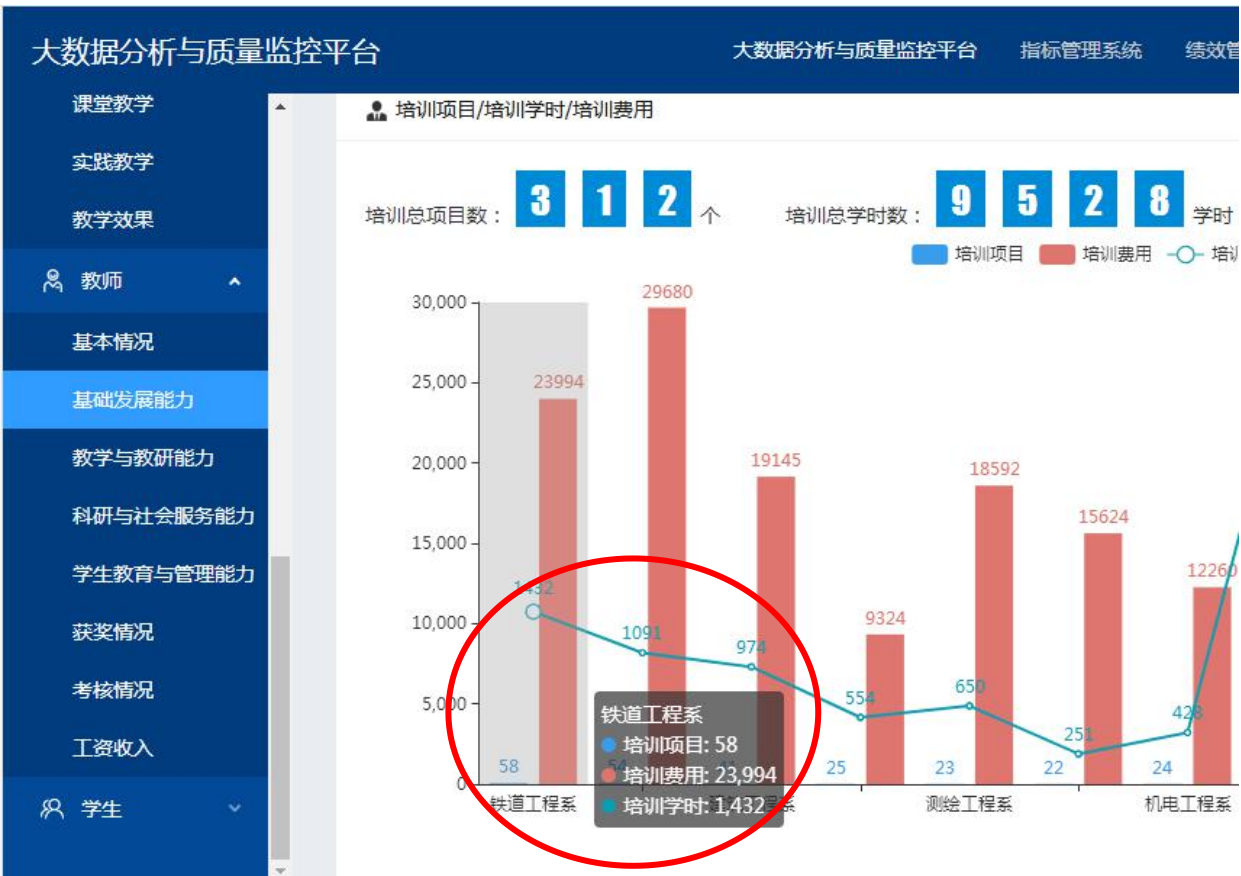 大数据分析与质量监控平台
大数据分析与质量监控平台 指标管理系统 绩效管
课堂教学
实践教学
教学效果
教师
基本情况
基础发展能力
教学与教研能力
科研与社会服务能力
学生教育与管理能力
获奖情况
考核情况
工资收入
学生
培训项目/培训学时/培训费用
培训总项目数： 3 1 2 个 培训总学时数： 9 5 2 8 学时
培训项目 培训费用 培训
30,000
25,000
20,000
15,000
10,000
5,000
0
23994
29680
19145
9324
18592
15624
12260
1432
1091
974
554
650
251
428
58
54
25
23
22
24
铁道工程系
培训项目: 58
培训费用: 23,994
培训学时: 1,432
铁道工程系 测绘工程系 机电工程系